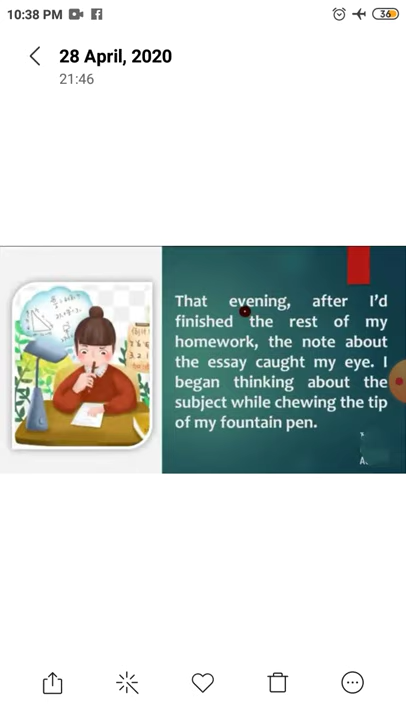 10:38 PM
36
28 April, 2020
21:46
That evening, after I'd
finished the rest of my
homework, the note about
the essay caught my eye. I
began thinking about the
subject while chewing the tip
of my fountain pen.